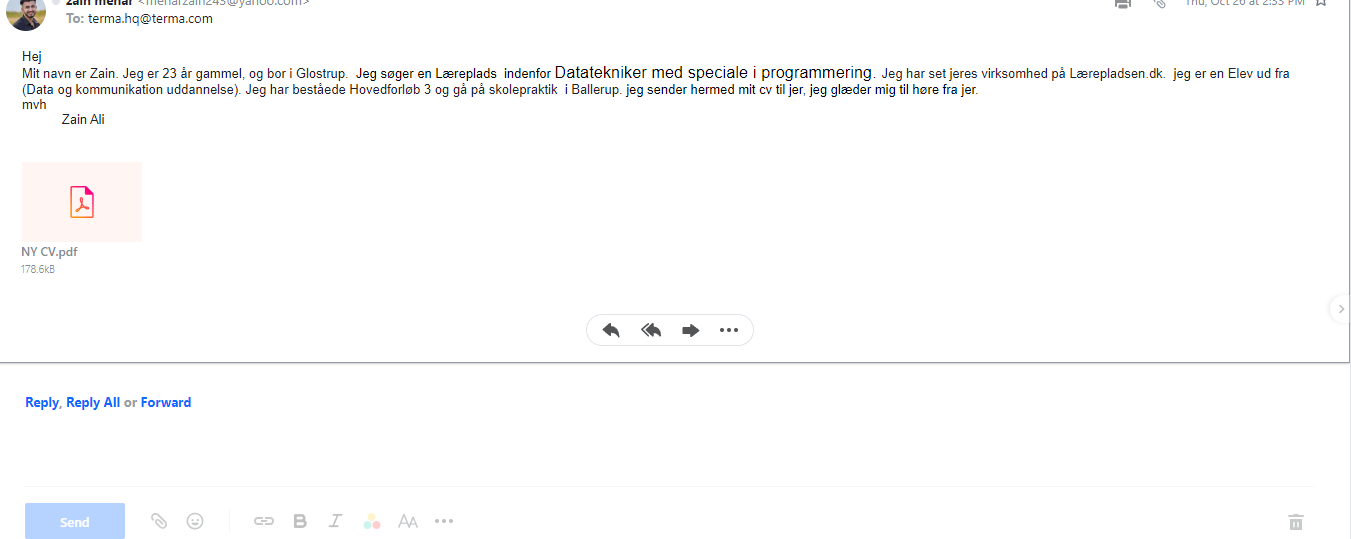 zain mehar <meharzain243@yahoo.com>
Thu, Oct 26 at 2:33 PM
To: terma.hq@terma.com
Hej
Mit navn er Zain. Jeg er 23 år gammel, og bor i Glostrup. Jeg søger en Læreplads indenfor Datatekniker med speciale i programmering. Jeg har set jeres virksomhed på Lærepladsen.dk. jeg er en Elev ud fra
(Data og kommunikation uddannelse). Jeg har beståede Hovedforløb 3 og gå på skolepraktik i Ballerup. jeg sender hermed mit cv til jer, jeg glæder mig til høre fra jer.
mvh
Zain Ali
NY CV.pdf
178.6kB
Reply, Reply All or Forward
Send
B I AA